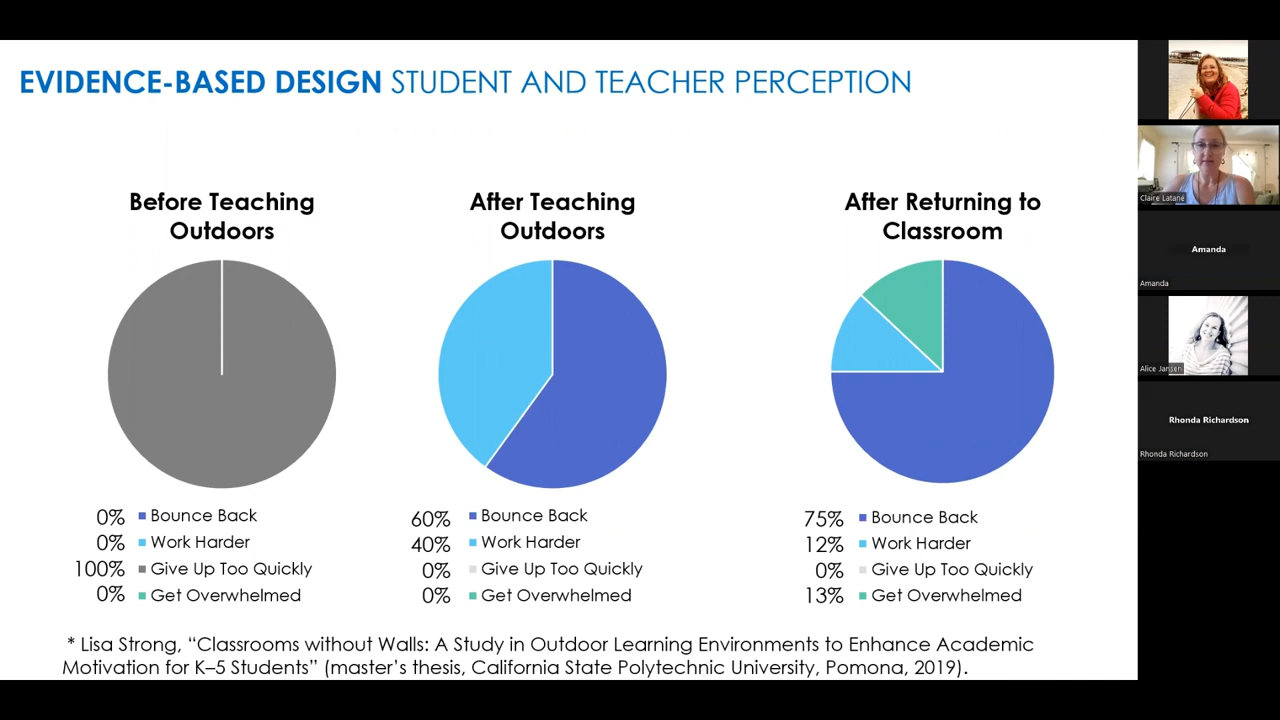 EVIDENCE-BASED DESIGN STUDENT AND TEACHER PERCEPTION
Before Teaching
Outdoors
0% Bounce Back
0% Work Harder
100% Give Up Too Quickly
0% Get Overwhelmed
After Teaching
Outdoors
60% Bounce Back
40% Work Harder
0% Give Up Too Quickly
0% Get Overwhelmed
After Returning to
Classroom
75% Bounce Back
12% Work Harder
0% Give Up Too Quickly
13% Get Overwhelmed
* Lisa Strong, “Classrooms without Walls: A Study in Outdoor Learning Environments to Enhance Academic
Motivation for K–5 Students” (master’s thesis, California State Polytechnic University, Pomona, 2019).
Claire Latane
Amanda
Amanda
Alice Jansen
Rhonda Richardson
Rhonda Richardson